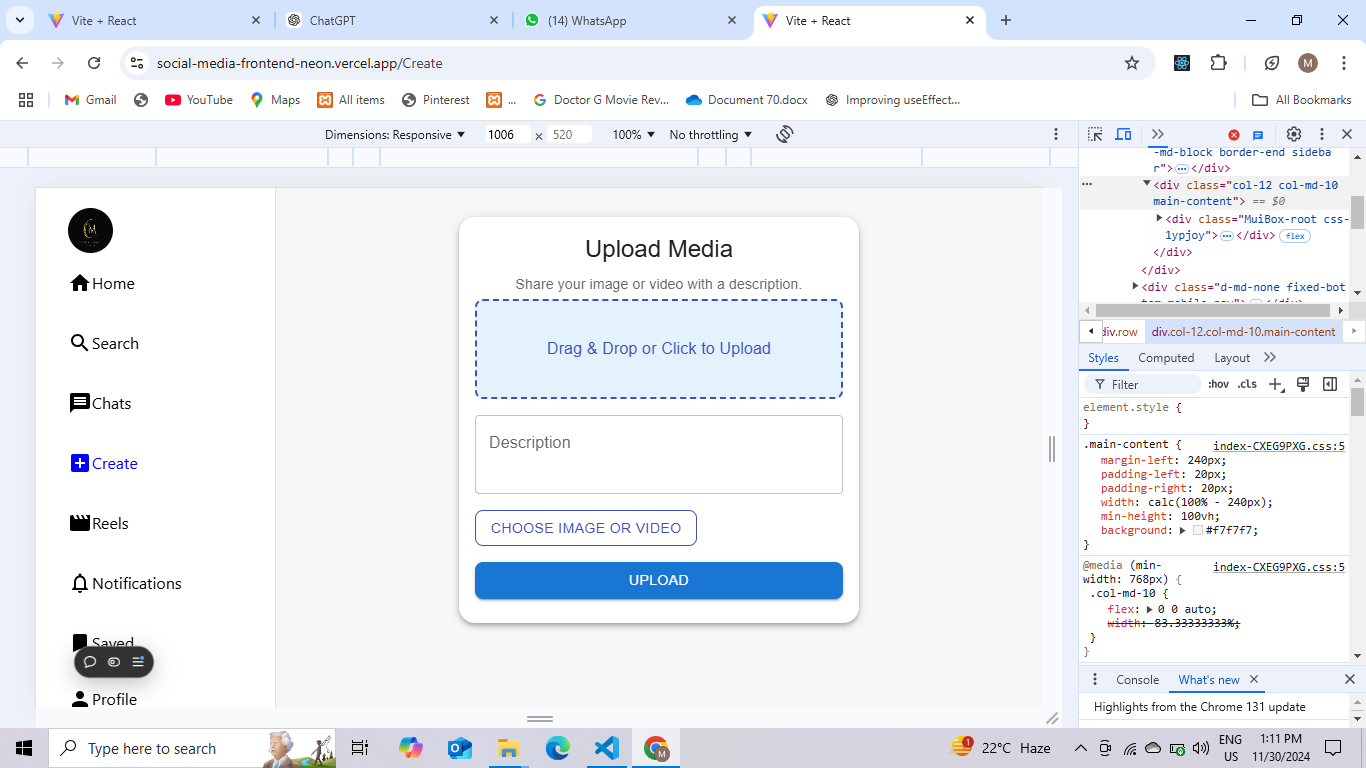 Vite + React
ChatGPT
(14) WhatsApp
Vite + React
social-media-frontend-neon.vercel.app/Create
M
Gmail
YouTube
Maps
All items
Pinterest
...
Doctor G Movie Rev...
Document 70.docx
Improving useEffect...
All Bookmarks
Dimensions: Responsive
1006 × 520
100%
No throttling
Home
Search
Chats
Create
Reels
Notifications
Saved
Profile
Upload Media
Share your image or video with a description.
Drag & Drop or Click to Upload
Description
CHOOSE IMAGE OR VIDEO
UPLOAD
-md-block border-end sideba
r">⋯</div>
<div class="col-12 col-md-10
main-content"> == $0
<div class="MuiBox-root css-
1ypjoy">⋯</div> flex
</div>
</div>
<div class="d-md-none fixed-bot
div.row
div.col-12.col-md-10.main-content
Styles
Computed
Layout
Filter
:hov .cls
element.style {
}
.main-content {
index-CXEG9PXG.css:5
margin-left: 240px;
padding-left: 20px;
padding-right: 20px;
width: calc(100% - 240px);
min-height: 100vh;
background: #f7f7f7;
}
@media (min-
width: 768px) {
index-CXEG9PXG.css:5
.col-md-10 {
flex: 0 0 auto;
width: 83.33333333%;
}
}
Console
What's new
Highlights from the Chrome 131 update
Type here to search
1
22°C Haze
ENG
US
1:11 PM
11/30/2024